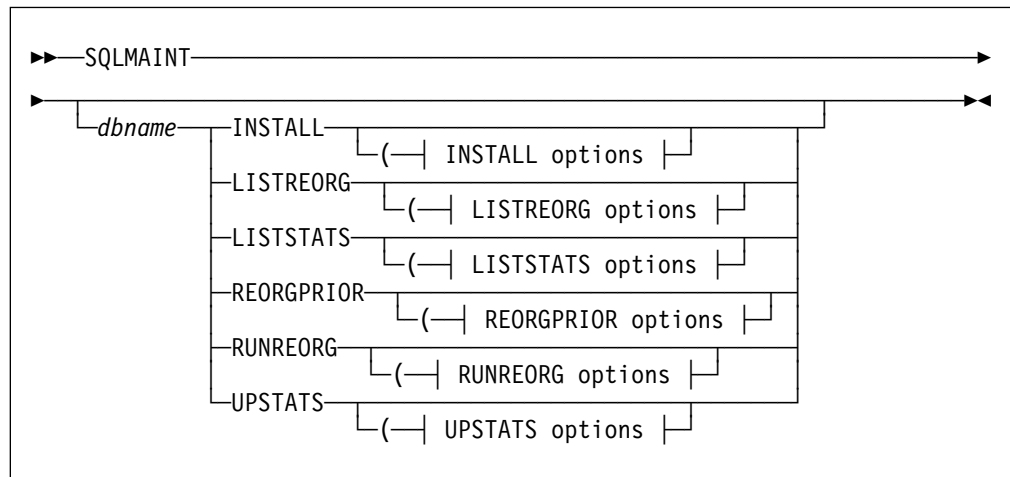 SQLMAINT
dbname INSTALL
( INSTALL options
LISTREORG
( LISTREORG options
LISTSTATS
( LISTSTATS options
REORGPRIOR
( REORGPRIOR options
RUNREORG
( RUNREORG options
UPSTATS
( UPSTATS options